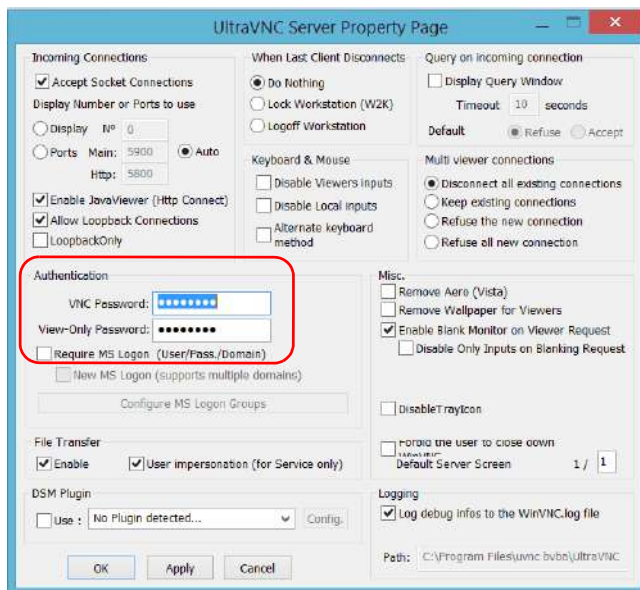 UltraVNC Server Property Page
Incoming Connections
Accept Socket Connections
Display Number or Ports to use
Display Nº 0
Ports Main: 5900 Auto
Http: 5800
Enable JavaViewer (Http Connect)
Allow Loopback Connections
LoopbackOnly
When Last Client Disconnects
Do Nothing
Lock Workstation (W2K)
Logoff Workstation
Keyboard & Mouse
Disable Viewers inputs
Disable Local inputs
Alternate keyboard
method
Query on incoming connection
Display Query Window
Timeout 10 seconds
Default Refuse Accept
Multi viewer connections
Disconnect all existing connections
Keep existing connections
Refuse the new connection
Refuse all new connection
Authentication
VNC Password:
View-Only Password:
Require MS Logon (User/Pass./Domain)
New MS Logon (supports multiple domains)
Configure MS Logon Groups
Misc.
Remove Aero (Vista)
Remove Wallpaper for Viewers
Enable Blank Monitor on Viewer Request
Disable Only Inputs on Blanking Request
DisableTrayIcon
Forbid the user to close down
Default Server Screen 1 / 1
File Transfer
Enable User impersonation (for Service only)
DSM Plugin
Use : No Plugin detected... Config.
Logging
Log debug infos to the WinVNC.log file
Path: C:\Program Files\uvnc bvba\UltraVNC
OK Apply Cancel